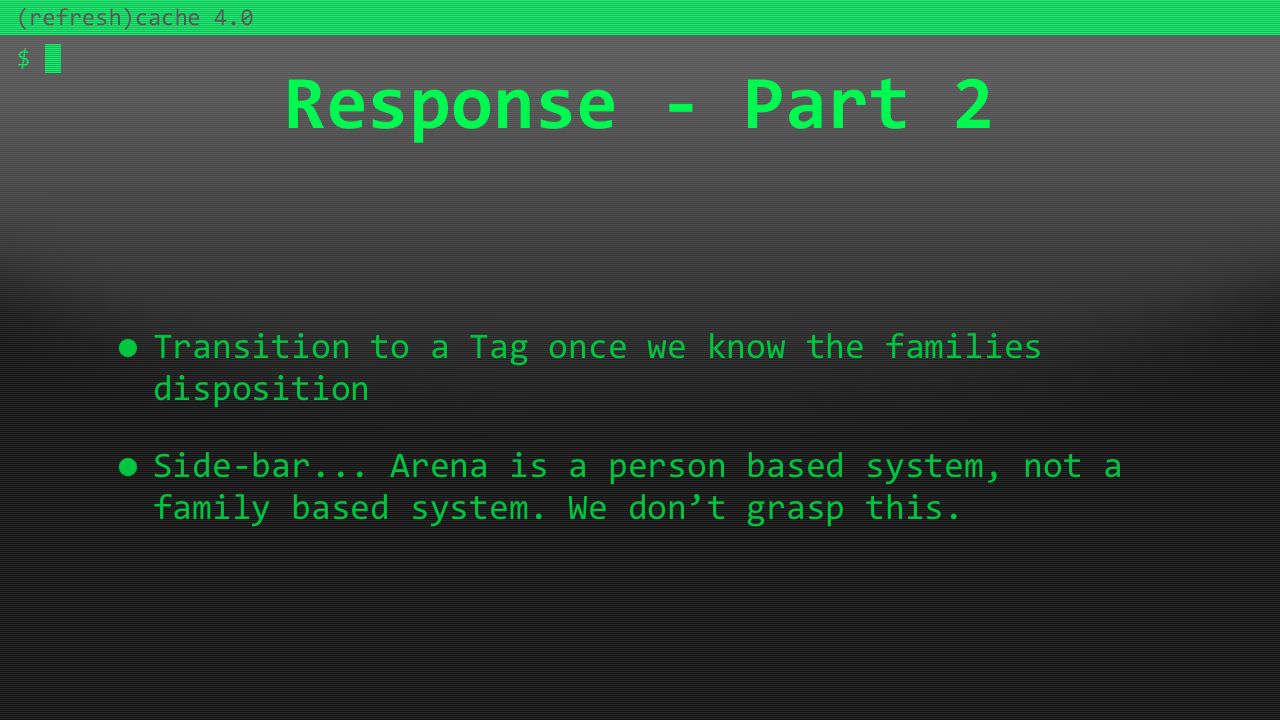 (refresh)cache 4.0
$
Response - Part 2
● Transition to a Tag once we know the families
disposition
● Side-bar... Arena is a person based system, not a
family based system. We don’t grasp this.